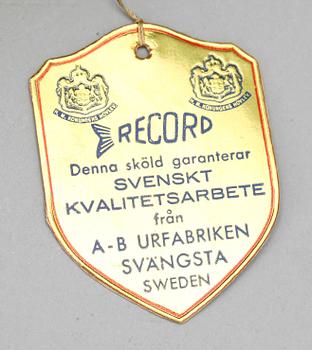 RECORD
Denna sköld garanterar
SVENSKT
KVALITETSARBETE
från
A-B URFABRIKEN
SVÄNGSTA
SWEDEN